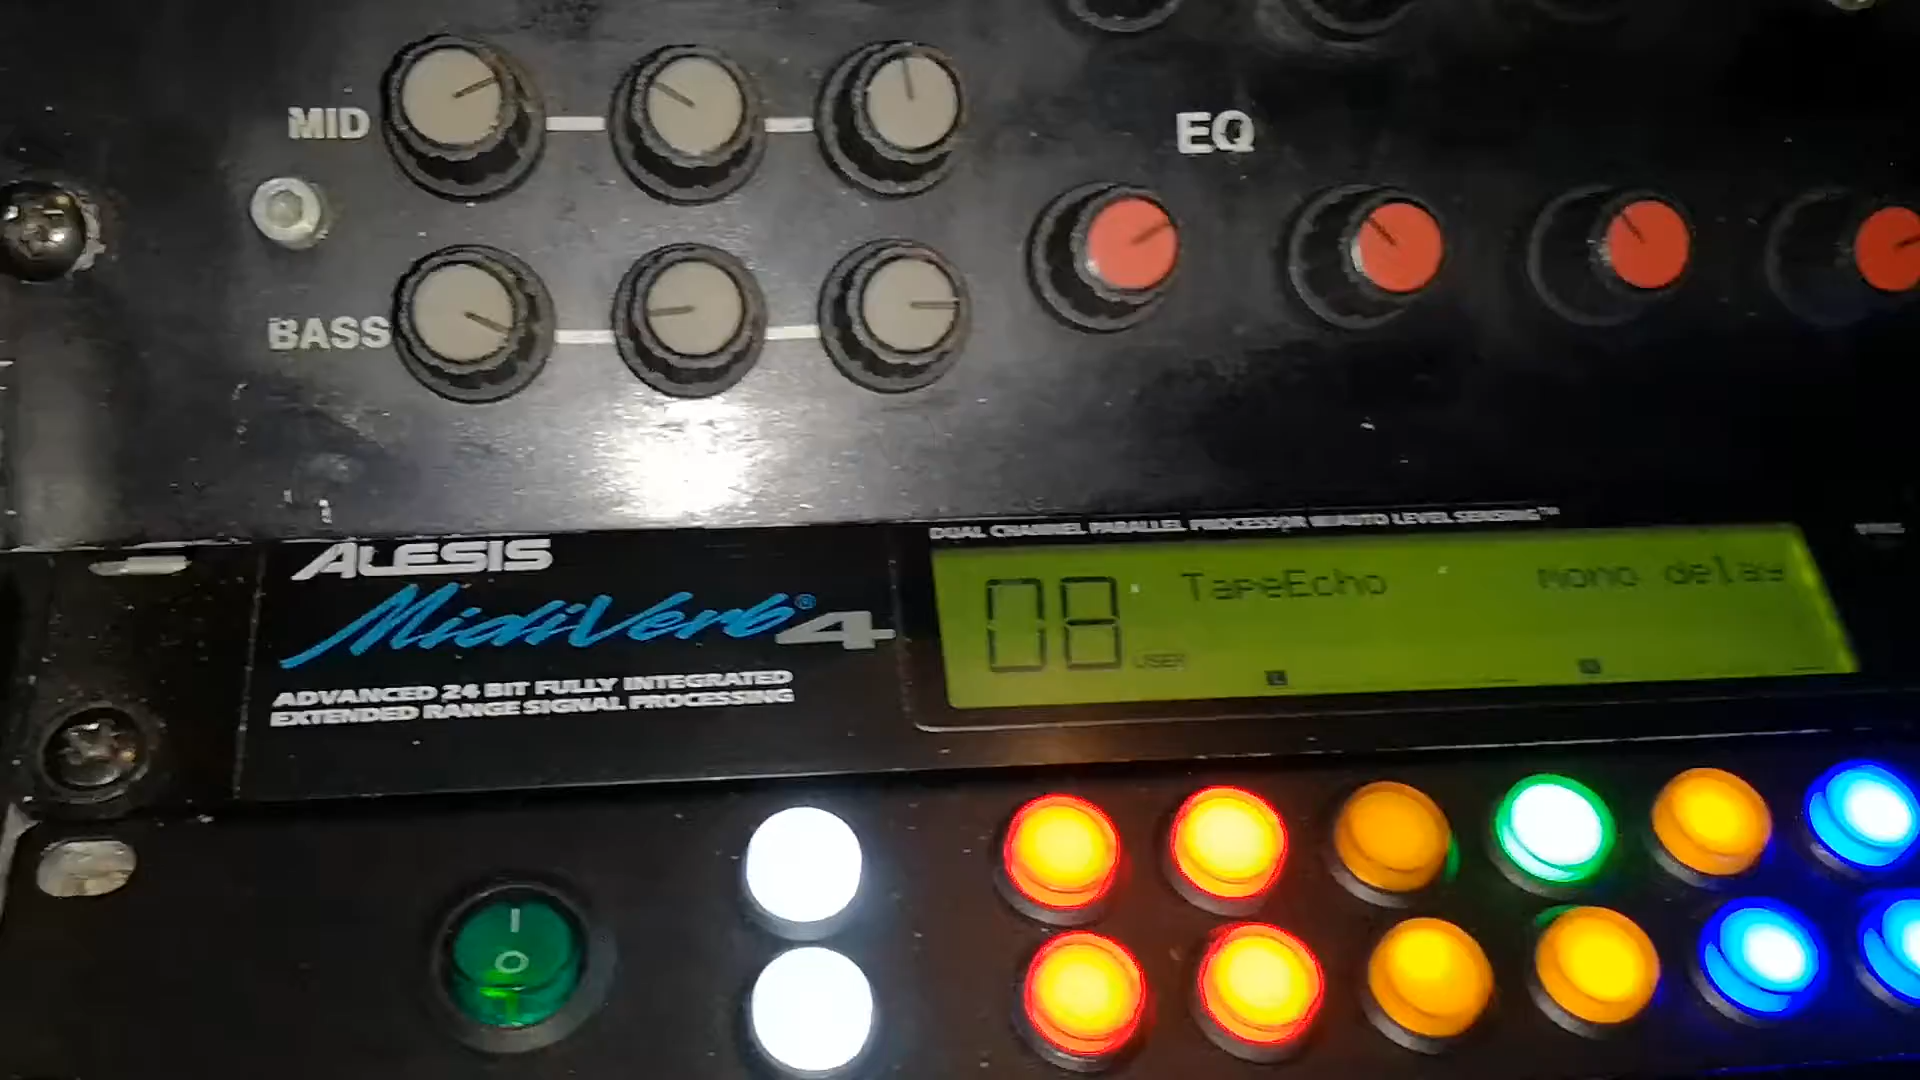 MID
EQ
BASS
DUAL CHANNEL PARALLEL PROCESSOR W/AUTO LEVEL SENSING™
ALESIS
MidiVerb® 4
ADVANCED 24 BIT FULLY INTEGRATED
EXTENDED RANGE SIGNAL PROCESSING
08 TapeEcho Mono delay
USER
I
O